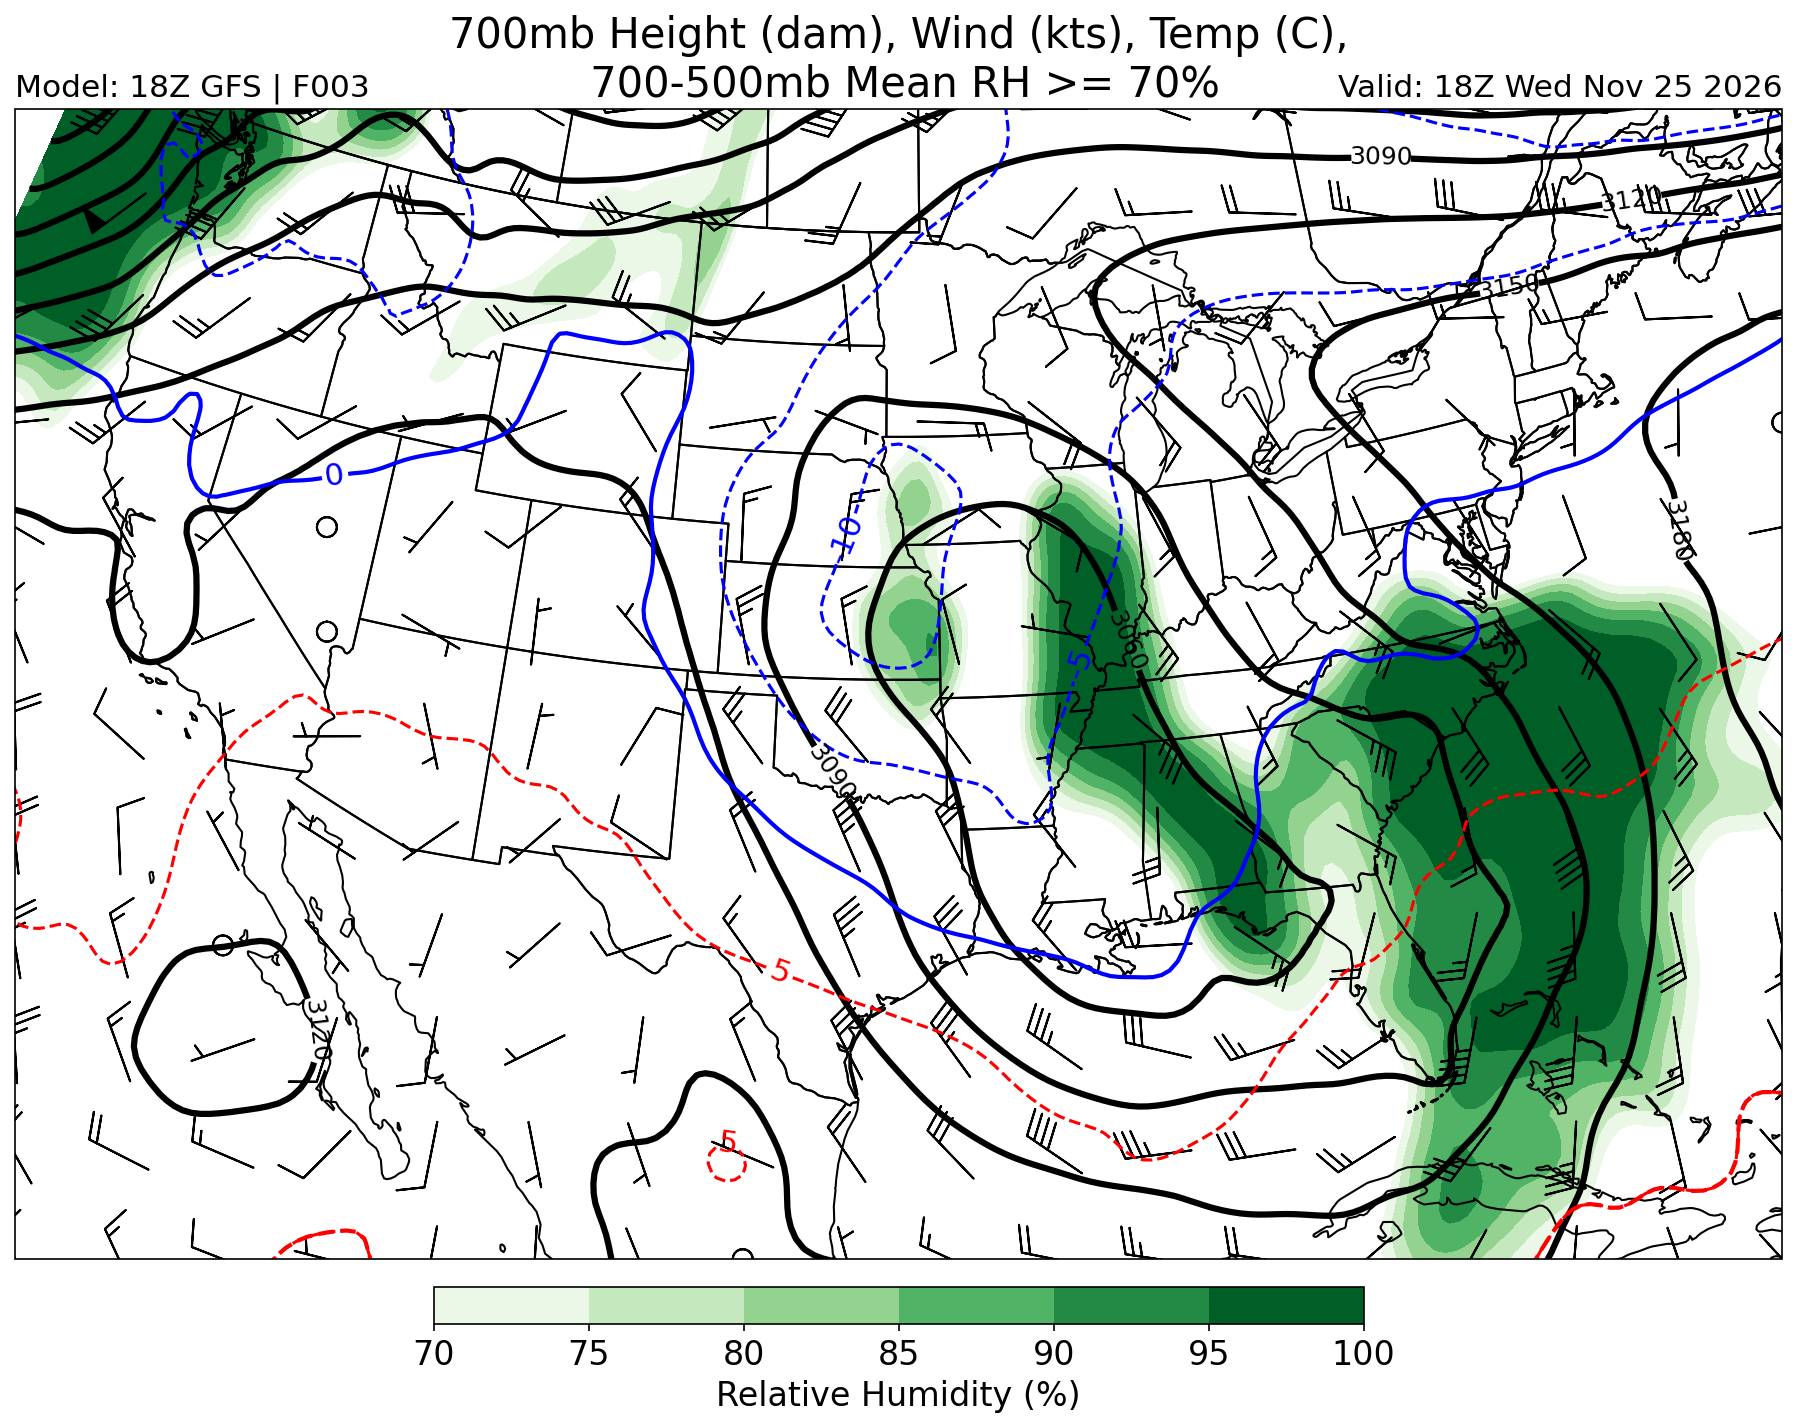 700mb Height (dam), Wind (kts), Temp (C),
Model: 18Z GFS | F003
700-500mb Mean RH >= 70%
Valid: 18Z Wed Nov 25 2026
3090
3120
3150
0
-10
3180
3060
-5
3090
5
3120
5
70 75 80 85 90 95 100
Relative Humidity (%)